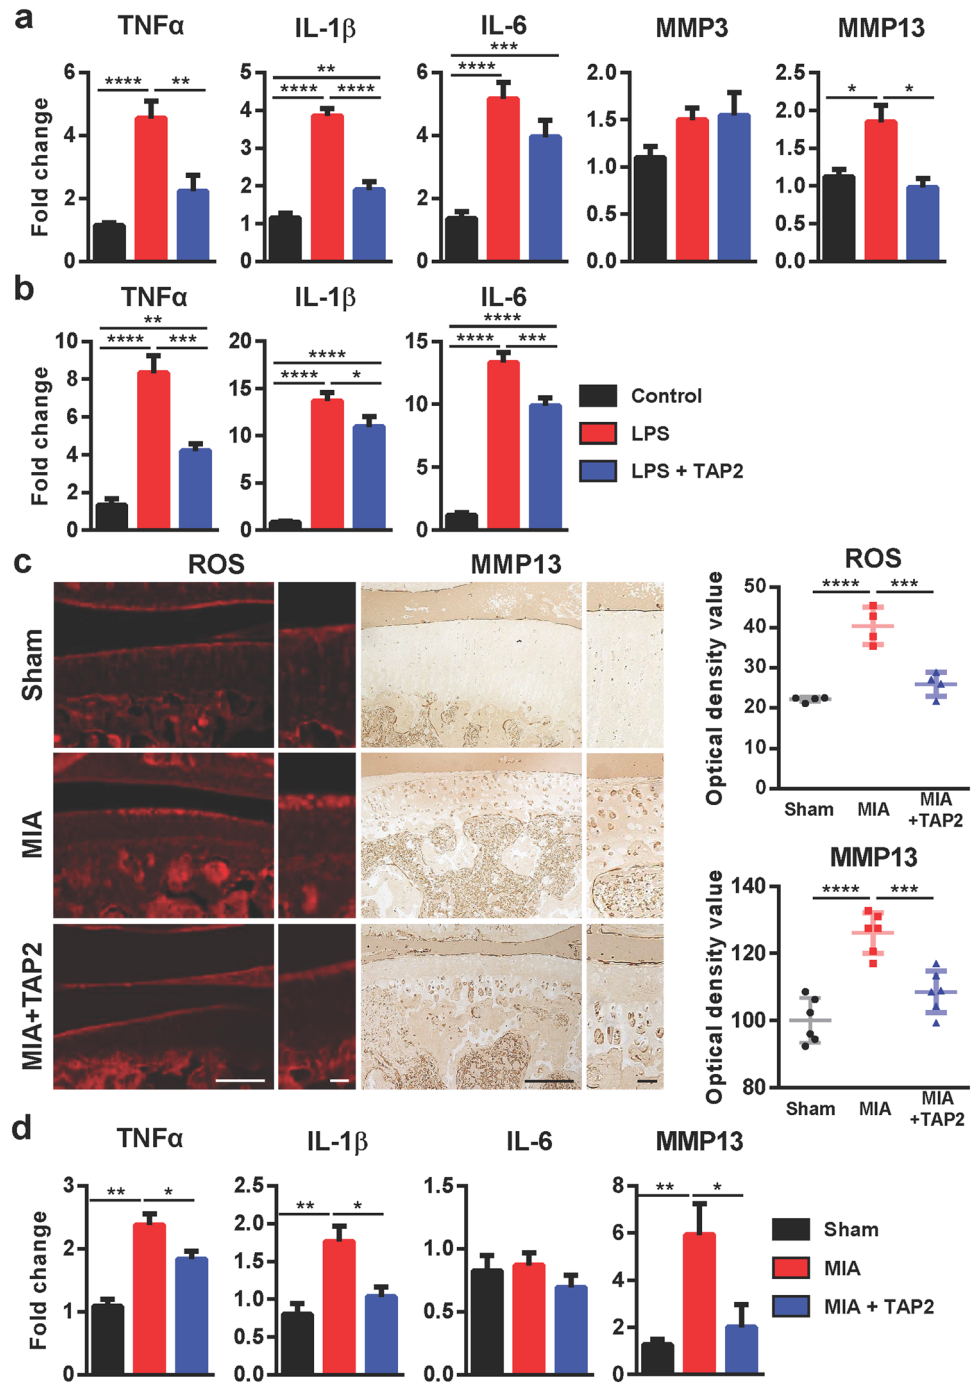 a
TNFα
IL-1β
IL-6
MMP3
MMP13
Fold change
6
4
2
0
**** **
5
4
3
2
1
0
**
**** ****
6
4
2
0
***
****
2.0
1.5
1.0
0.5
0.0
2.5
2.0
1.5
1.0
0.5
0.0
* *
b
TNFα
IL-1β
IL-6
Fold change
10
8
6
4
2
0
**
**** ***
20
15
10
5
0
****
**** *
15
10
5
0
****
**** ***
Control
LPS
LPS + TAP2
c
ROS
MMP13
Sham
MIA
MIA+TAP2
ROS
Optical density value
50
40
30
20
10
0
**** ***
Sham
MIA
MIA
+TAP2
MMP13
Optical density value
140
120
100
80
**** ***
Sham
MIA
MIA
+TAP2
d
TNFα
IL-1β
IL-6
MMP13
Fold change
3
2
1
0
** *
2.5
2.0
1.5
1.0
0.5
0.0
** *
1.5
1.0
0.5
0.0
8
6
4
2
0
** *
Sham
MIA
MIA + TAP2